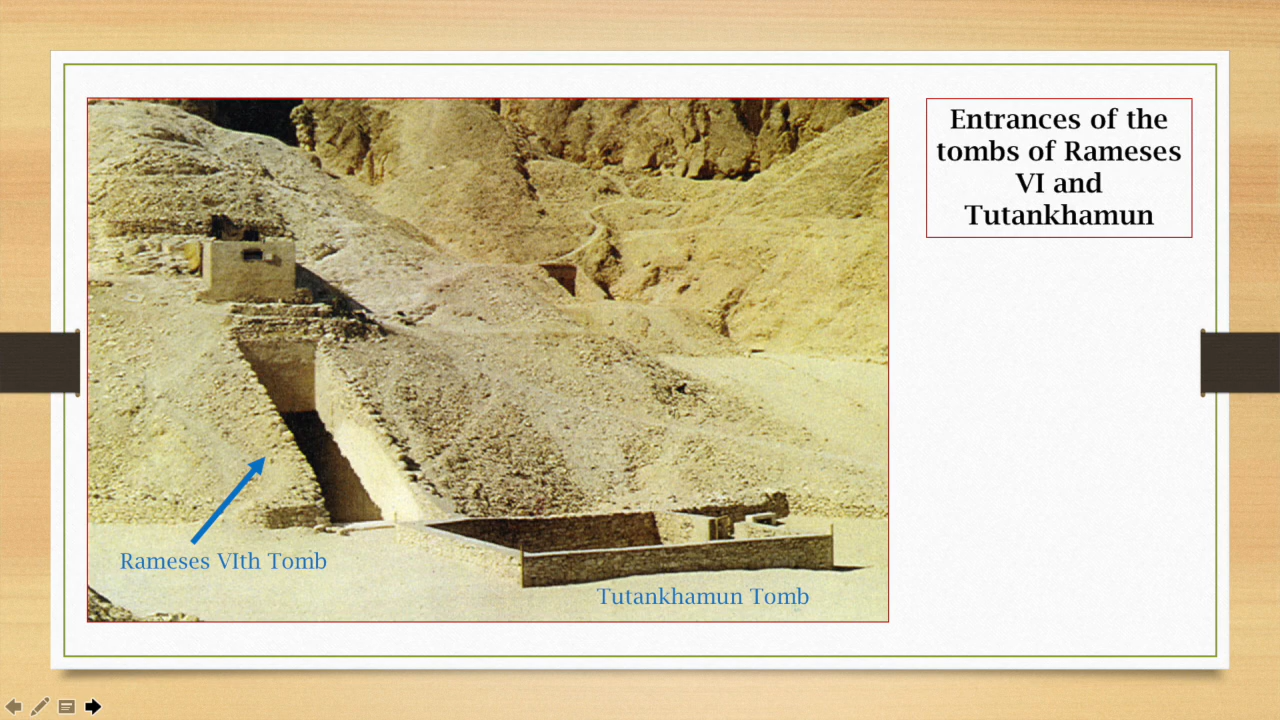 Entrances of the
tombs of Rameses
VI and
Tutankhamun
Rameses VIth Tomb
Tutankhamun Tomb